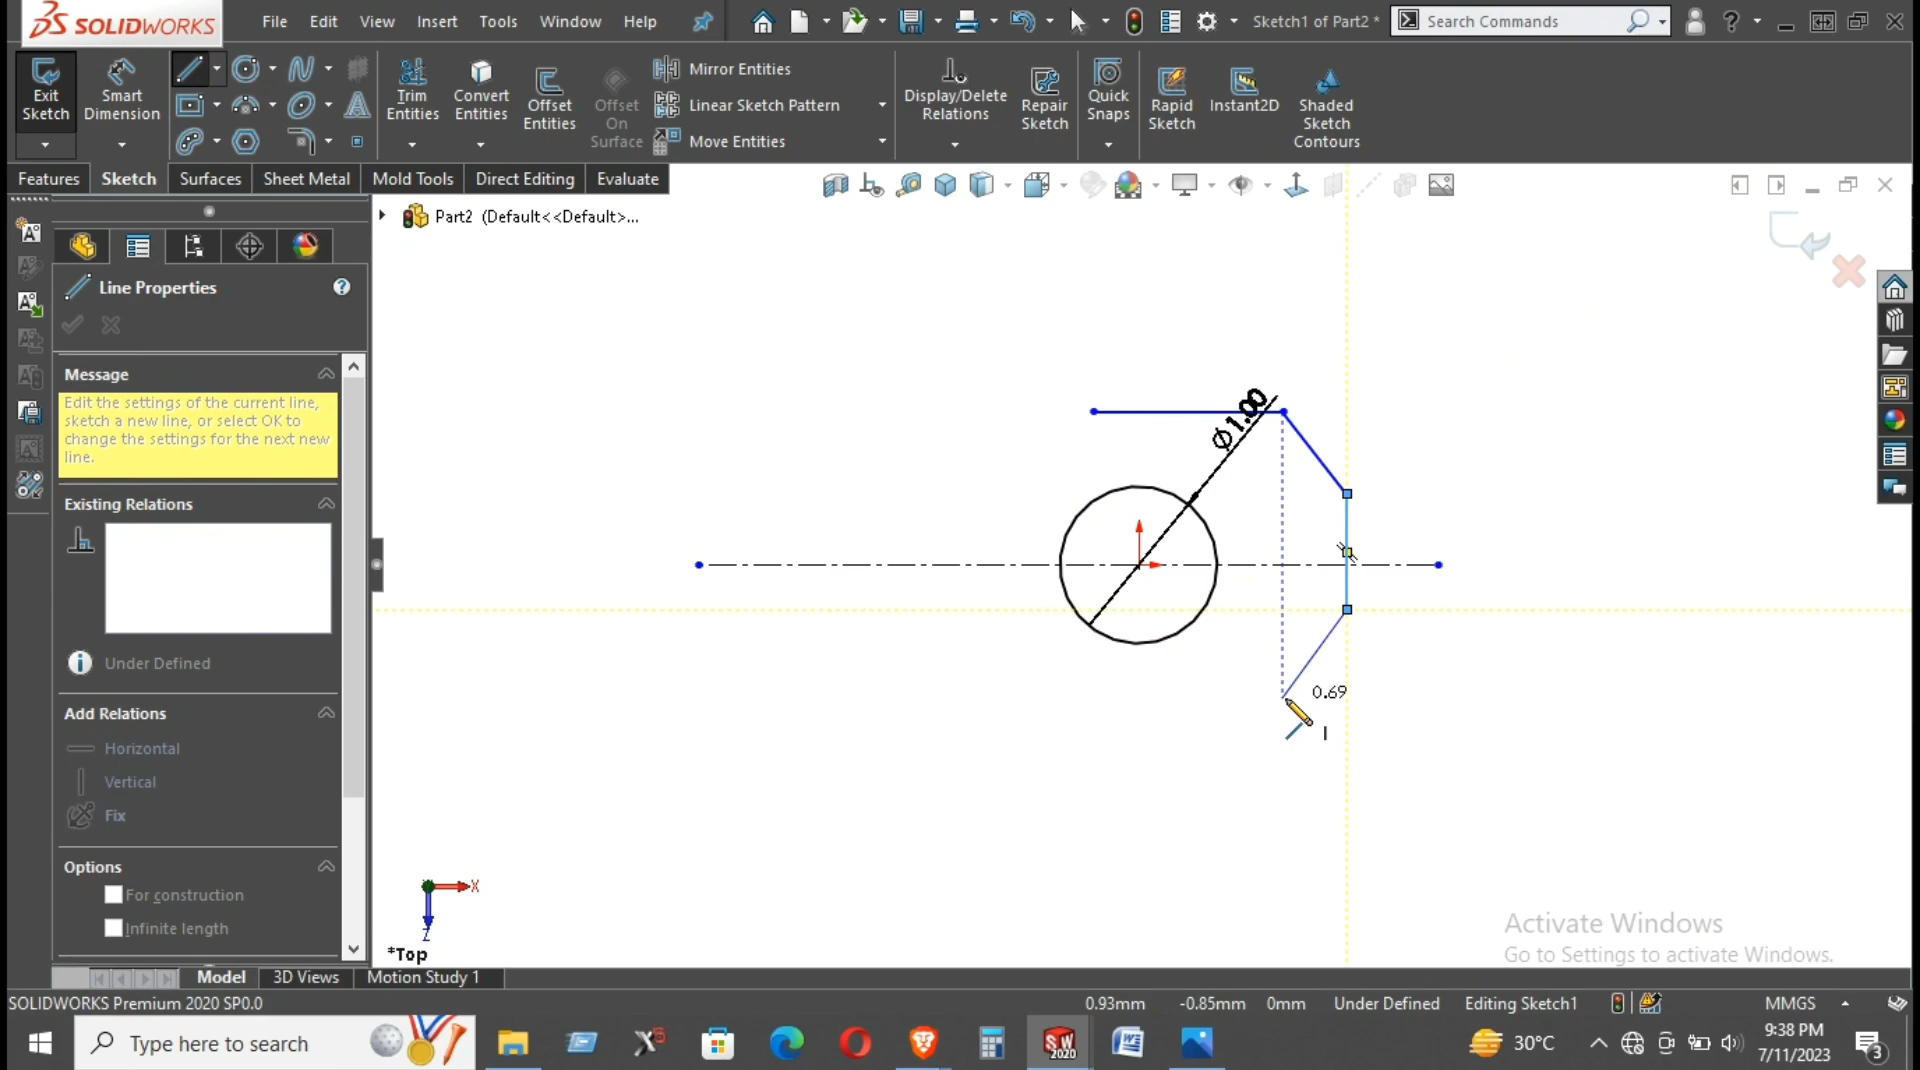 SOLIDWORKS File Edit View Insert Tools Window Help Sketch1 of Part2 * Search Commands
Exit Sketch
Smart Dimension
Trim Entities
Convert Entities
Offset Entities
Offset On Surface
Mirror Entities
Linear Sketch Pattern
Move Entities
Display/Delete Relations
Repair Sketch
Quick Snaps
Rapid Sketch
Instant2D
Shaded Sketch Contours
Features Sketch Surfaces Sheet Metal Mold Tools Direct Editing Evaluate
Part2 (Default<<Default>...
Line Properties
Message
Edit the settings of the current line,
sketch a new line, or select OK to
change the settings for the next new
line.
Existing Relations
Under Defined
Add Relations
Horizontal
Vertical
Fix
Options
For construction
Infinite length
Ø1.00
0.69
X
Z
*Top
Activate Windows
Go to Settings to activate Windows.
Model 3D Views Motion Study 1
SOLIDWORKS Premium 2020 SP0.0 0.93mm -0.85mm 0mm Under Defined Editing Sketch1 MMGS
Type here to search
SW
2020
30°C
9:38 PM
7/11/2023
3